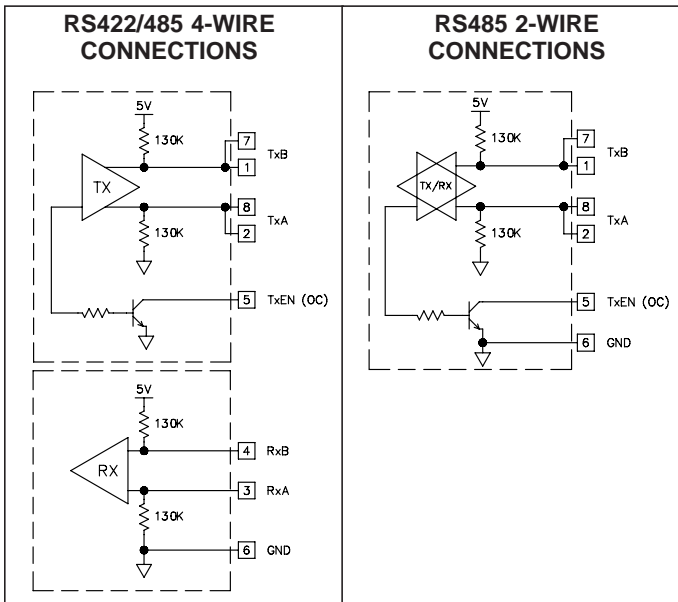 RS422/485 4-WIRE
CONNECTIONS
5V
130K
7
TxB
1
TX
8
TxA
2
130K
5 TxEN (OC)
5V
130K
4 RxB
RX
3 RxA
130K
6 GND
RS485 2-WIRE
CONNECTIONS
5V
130K
7
TxB
1
TX/RX
8
TxA
2
130K
5 TxEN (OC)
6 GND